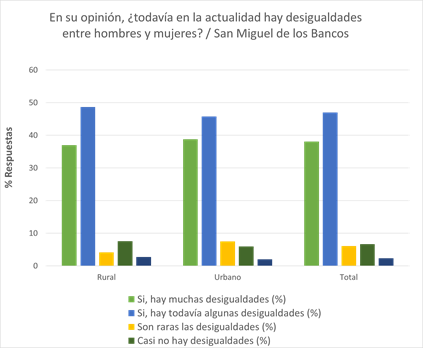 En su opinión, ¿todavía en la actualidad hay desigualdades
entre hombres y mujeres? / San Miguel de los Bancos
% Respuestas
60
50
40
30
20
10
0
Rural
Urbano
Total
Si, hay muchas desigualdades (%)
Si, hay todavía algunas desigualdades (%)
Son raras las desigualdades (%)
Casi no hay desigualdades (%)